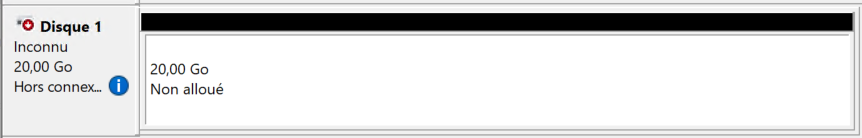 Disque 1
Inconnu
20,00 Go
Hors connex...
20,00 Go
Non alloué